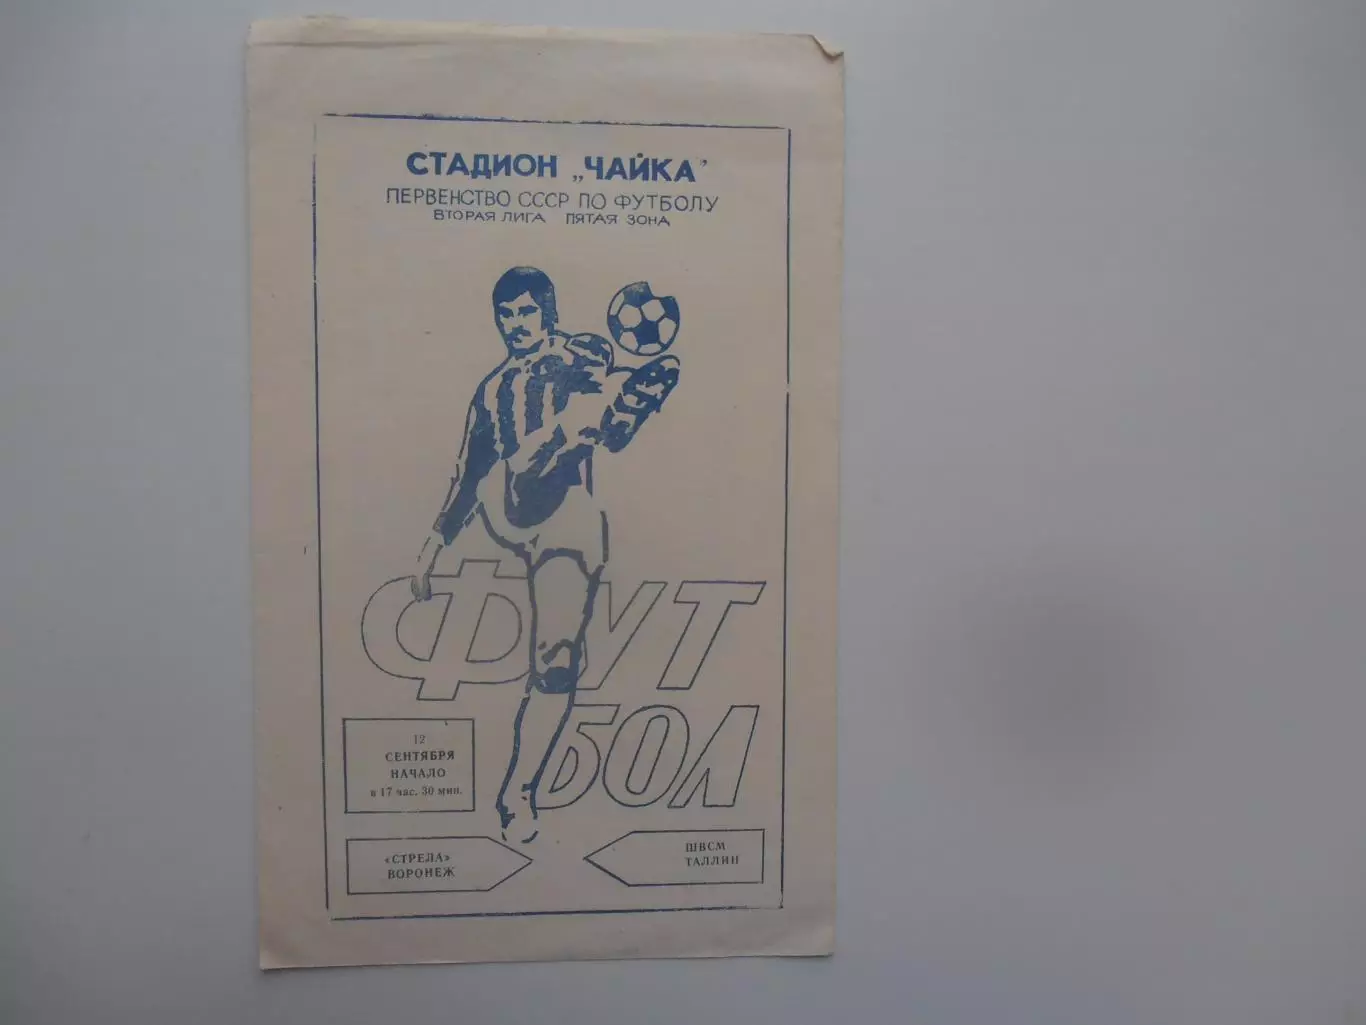 СТАДИОН „ЧАЙКА”
ПЕРВЕНСТВО СССР ПО ФУТБОЛУ
ВТОРАЯ ЛИГА ПЯТАЯ ЗОНА
ФУТ
БОЛ
12
СЕНТЯБРЯ
НАЧАЛО
в 17 час. 30 мин.
«СТРЕЛА»
ВОРОНЕЖ
ШВСМ
ТАЛЛИН